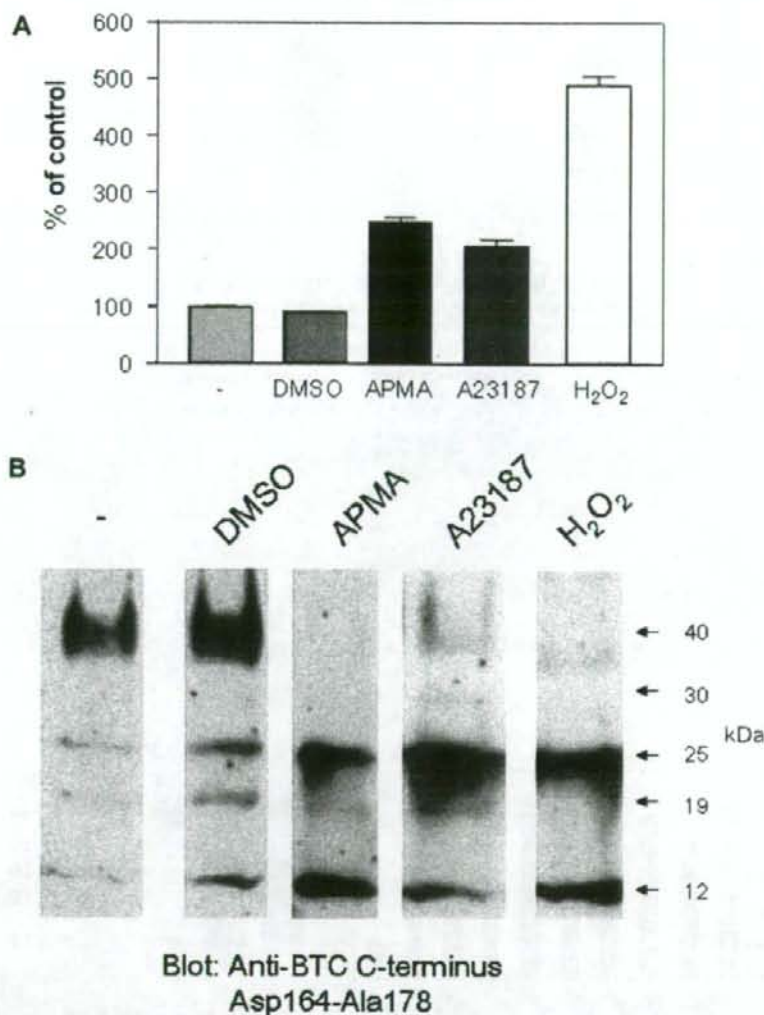 A
% of control
600
500
400
300
200
100
0
- DMSO APMA A23187 H₂O₂
B
- DMSO APMA A23187 H₂O₂
40
30
kDa
25
19
12
Blot: Anti-BTC C-terminus
Asp164-Ala178